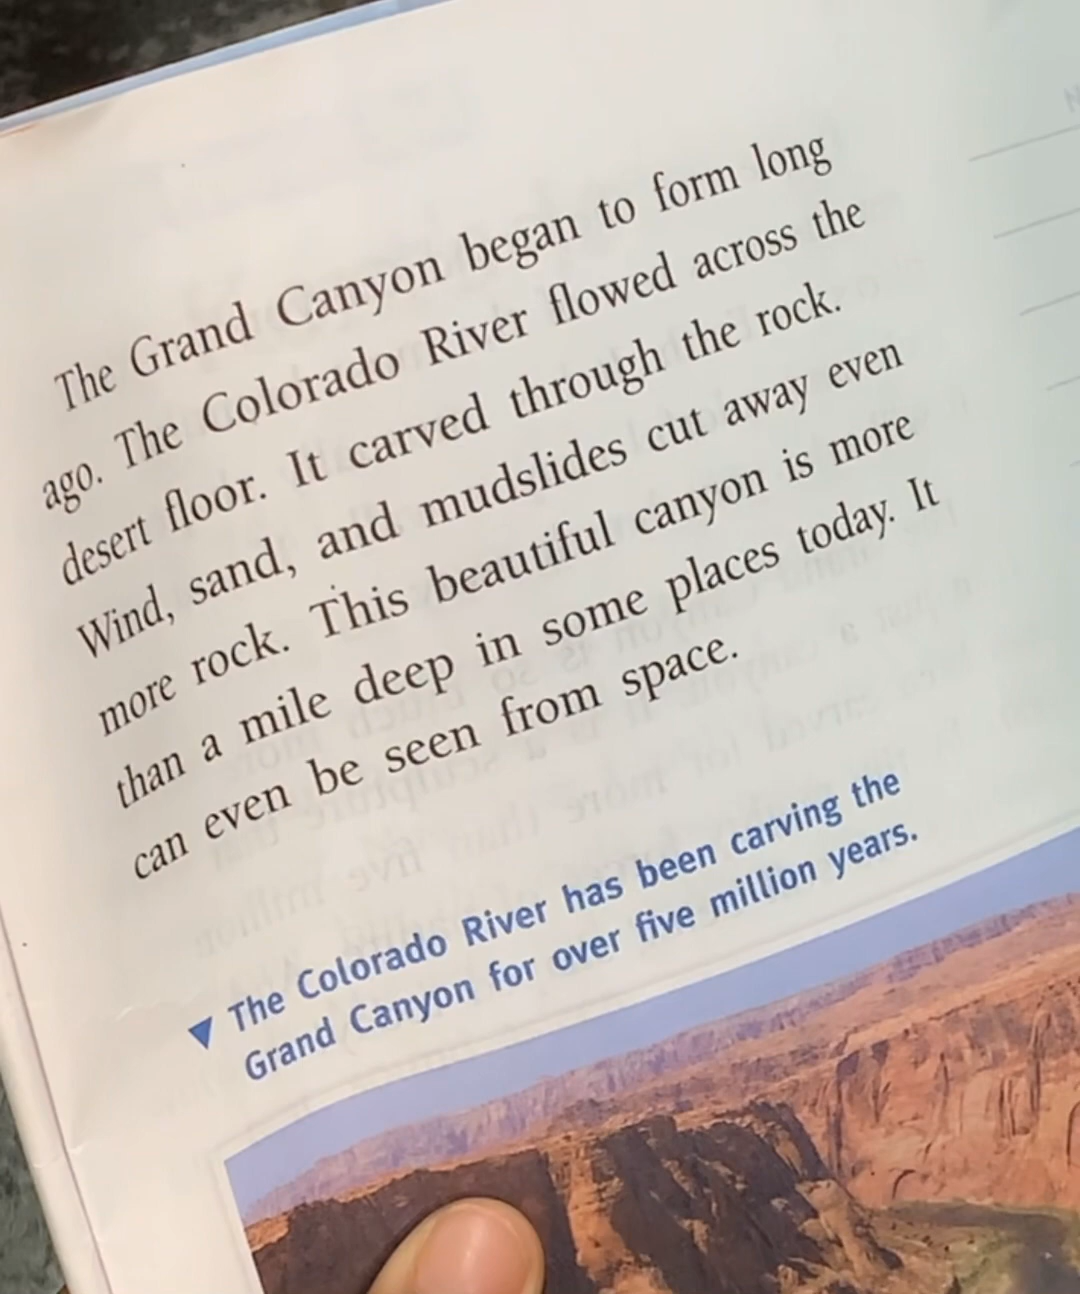 The Grand Canyon began to form long
ago. The Colorado River flowed across the
desert floor. It carved through the rock.
Wind, sand, and mudslides cut away even
more rock. This beautiful canyon is more
than a mile deep in some places today. It
can even be seen from space.
The Colorado River has been carving the
Grand Canyon for over five million years.